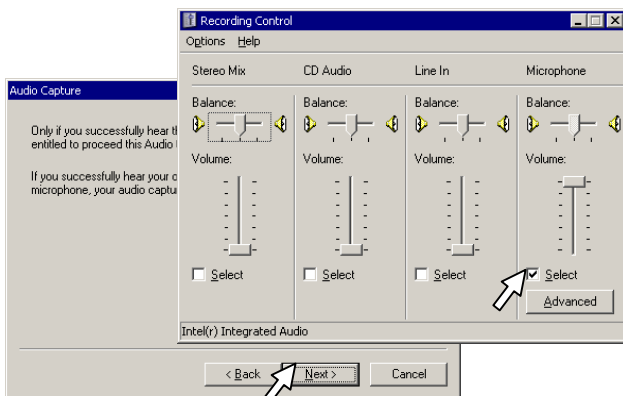 Recording Control
Options Help
Stereo Mix CD Audio Line In Microphone
Balance: Balance: Balance: Balance:
Volume: Volume: Volume: Volume:
Select Select Select Select
Advanced
Intel(r) Integrated Audio
Audio Capture
Only if you successfully hear
entitled to proceed this Audio
If you successfully hear your
microphone, your audio
< Back Next > Cancel